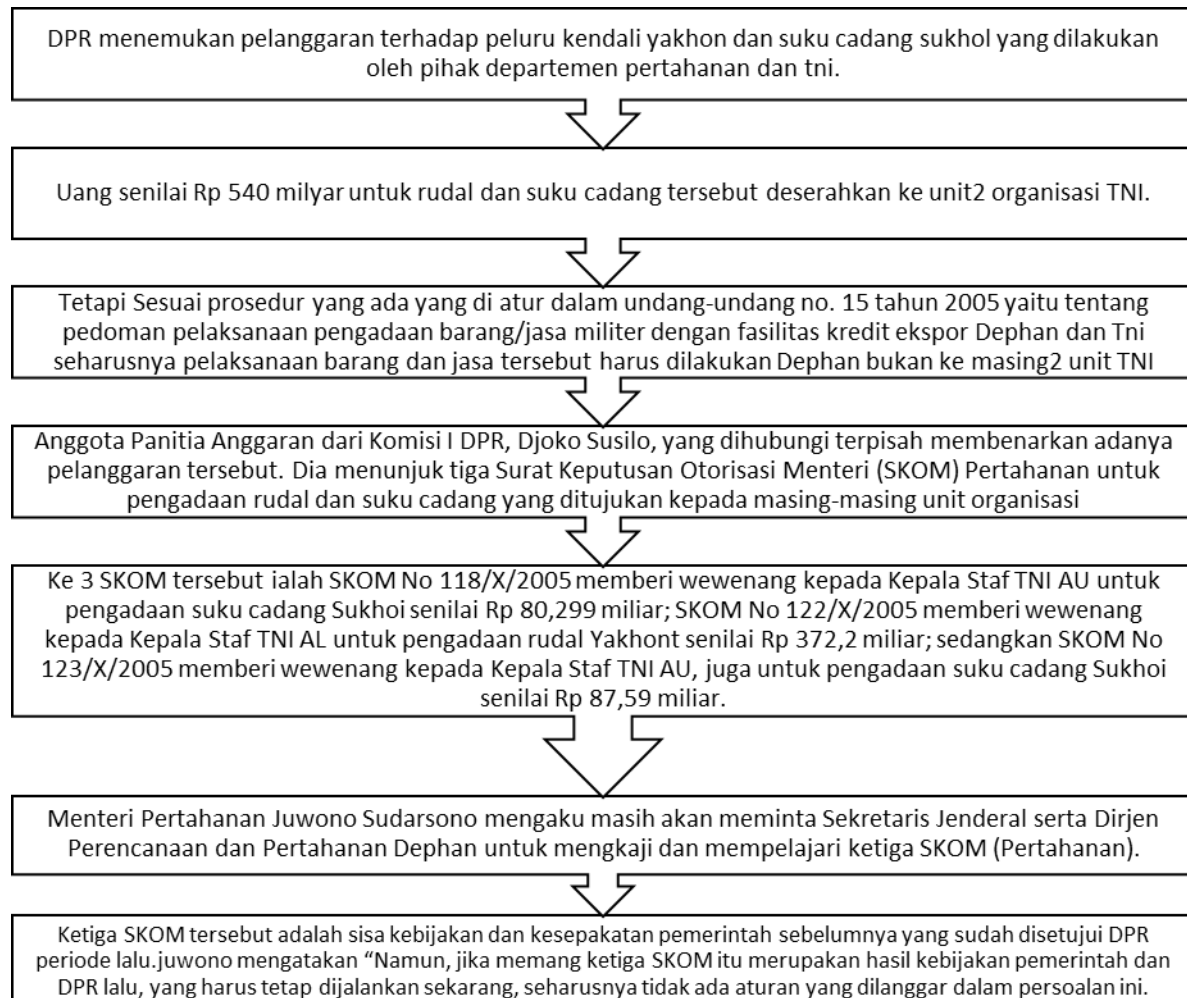 DPR menemukan pelanggaran terhadap peluru kendali yakhon dan suku cadang sukhol yang dilakukan
oleh pihak departemen pertahanan dan tni.
Uang senilai Rp 540 milyar untuk rudal dan suku cadang tersebut deserahkan ke unit2 organisasi TNI.
Tetapi Sesuai prosedur yang ada yang di atur dalam undang-undang no. 15 tahun 2005 yaitu tentang
pedoman pelaksanaan pengadaan barang/jasa militer dengan fasilitas kredit ekspor Dephan dan Tni
seharusnya pelaksanaan barang dan jasa tersebut harus dilakukan Dephan bukan ke masing2 unit TNI
Anggota Panitia Anggaran dari Komisi I DPR, Djoko Susilo, yang dihubungi terpisah membenarkan adanya
pelanggaran tersebut. Dia menunjuk tiga Surat Keputusan Otorisasi Menteri (SKOM) Pertahanan untuk
pengadaan rudal dan suku cadang yang ditujukan kepada masing-masing unit organisasi
Ke 3 SKOM tersebut ialah SKOM No 118/X/2005 memberi wewenang kepada Kepala Staf TNI AU untuk
pengadaan suku cadang Sukhoi senilai Rp 80,299 miliar; SKOM No 122/X/2005 memberi wewenang
kepada Kepala Staf TNI AL untuk pengadaan rudal Yakhont senilai Rp 372,2 miliar; sedangkan SKOM No
123/X/2005 memberi wewenang kepada Kepala Staf TNI AU, juga untuk pengadaan suku cadang Sukhoi
senilai Rp 87,59 miliar.
Menteri Pertahanan Juwono Sudarsono mengaku masih akan meminta Sekretaris Jenderal serta Dirjen
Perencanaan dan Pertahanan Dephan untuk mengkaji dan mempelajari ketiga SKOM (Pertahanan).
Ketiga SKOM tersebut adalah sisa kebijakan dan kesepakatan pemerintah sebelumnya yang sudah disetujui DPR
periode lalu.juwono mengatakan “Namun, jika memang ketiga SKOM itu merupakan hasil kebijakan pemerintah dan
DPR lalu, yang harus tetap dijalankan sekarang, seharusnya tidak ada aturan yang dilanggar dalam persoalan ini.